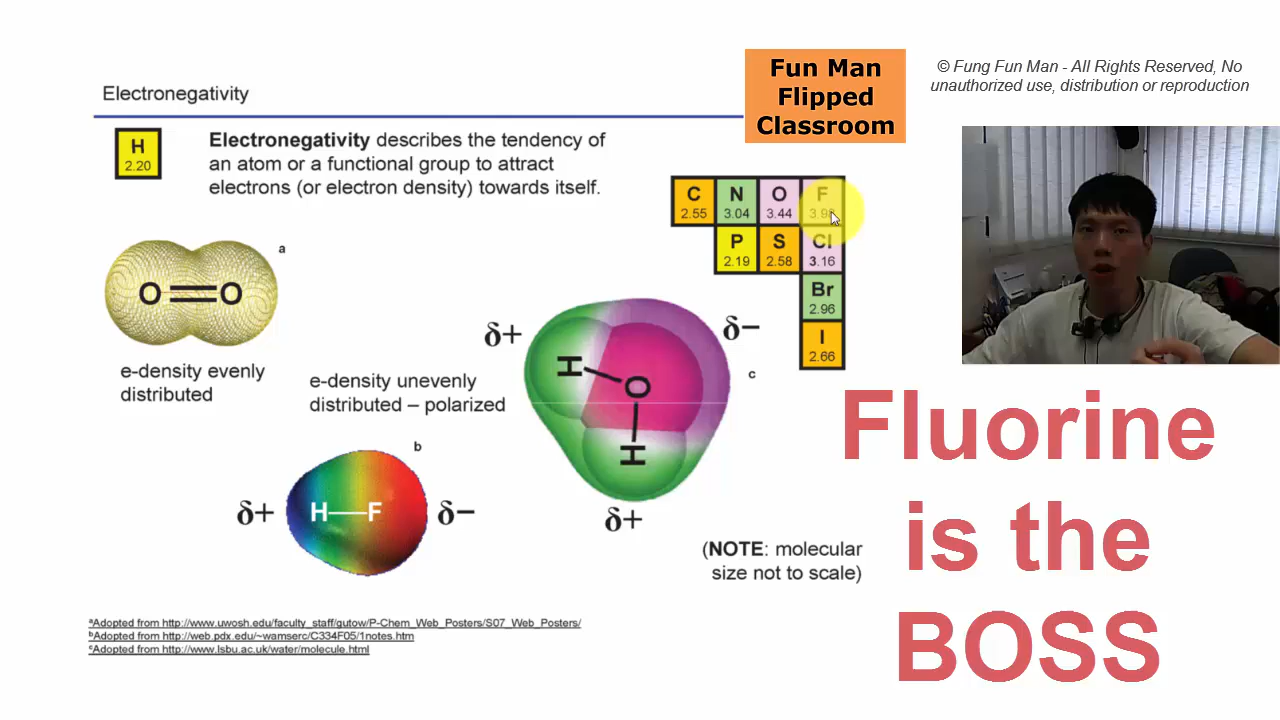 Electronegativity
Fun Man
Flipped
Classroom
© Fung Fun Man - All Rights Reserved, No
unauthorized use, distribution or reproduction
H
2.20
Electronegativity describes the tendency of
an atom or a functional group to attract
electrons (or electron density) towards itself.
C N O F
2.55 3.04 3.44 3.98
P S Cl
2.19 2.58 3.16
Br
2.96
I
2.66
a
O O
e-density evenly
distributed
e-density unevenly
distributed – polarized
δ+
δ−
c
H
O
H
δ+
b
δ+ H F δ−
(NOTE: molecular
size not to scale)
Fluorine
is the
BOSS
aAdopted from http://www.uwosh.edu/faculty_staff/gutow/P-Chem_Web_Posters/S07_Web_Posters/
bAdopted from http://web.pdx.edu/~wamserc/C334F05/1notes.htm
cAdopted from http://www.lsbu.ac.uk/water/molecule.html